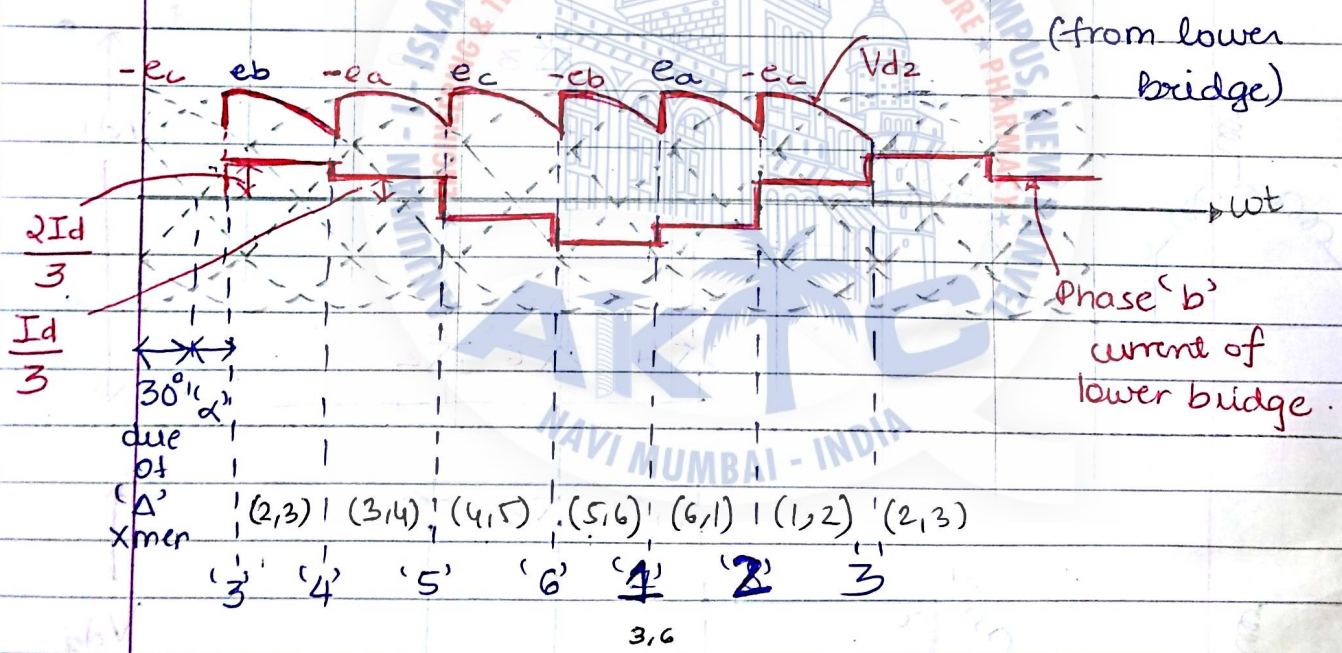 (from lower
bridge)
-ec eb -ea ec -eb ea -ec Vd2
2Id
3
Id
3
ωt
Phase 'b'
current of
lower bridge.
30° "α"
due
of
'Δ'
Xmer
(2,3) (3,4) (4,5) (5,6) (6,1) (1,2) (2,3)
'3' '4' '5' '6' '1' '2' 3
3,6
AIKTC
NAVI MUMBAI - INDIA